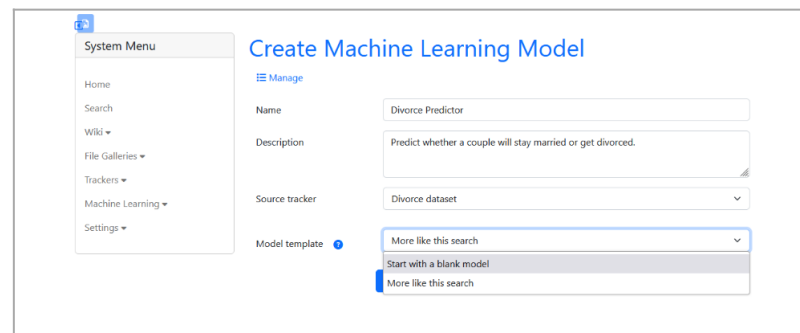 System Menu
Home
Search
Wiki
File Galleries
Trackers
Machine Learning
Settings
Create Machine Learning Model
Manage
Name
Divorce Predictor
Description
Predict whether a couple will stay married or get divorced.
Source tracker
Divorce dataset
Model template ?
More like this search
Start with a blank model
More like this search